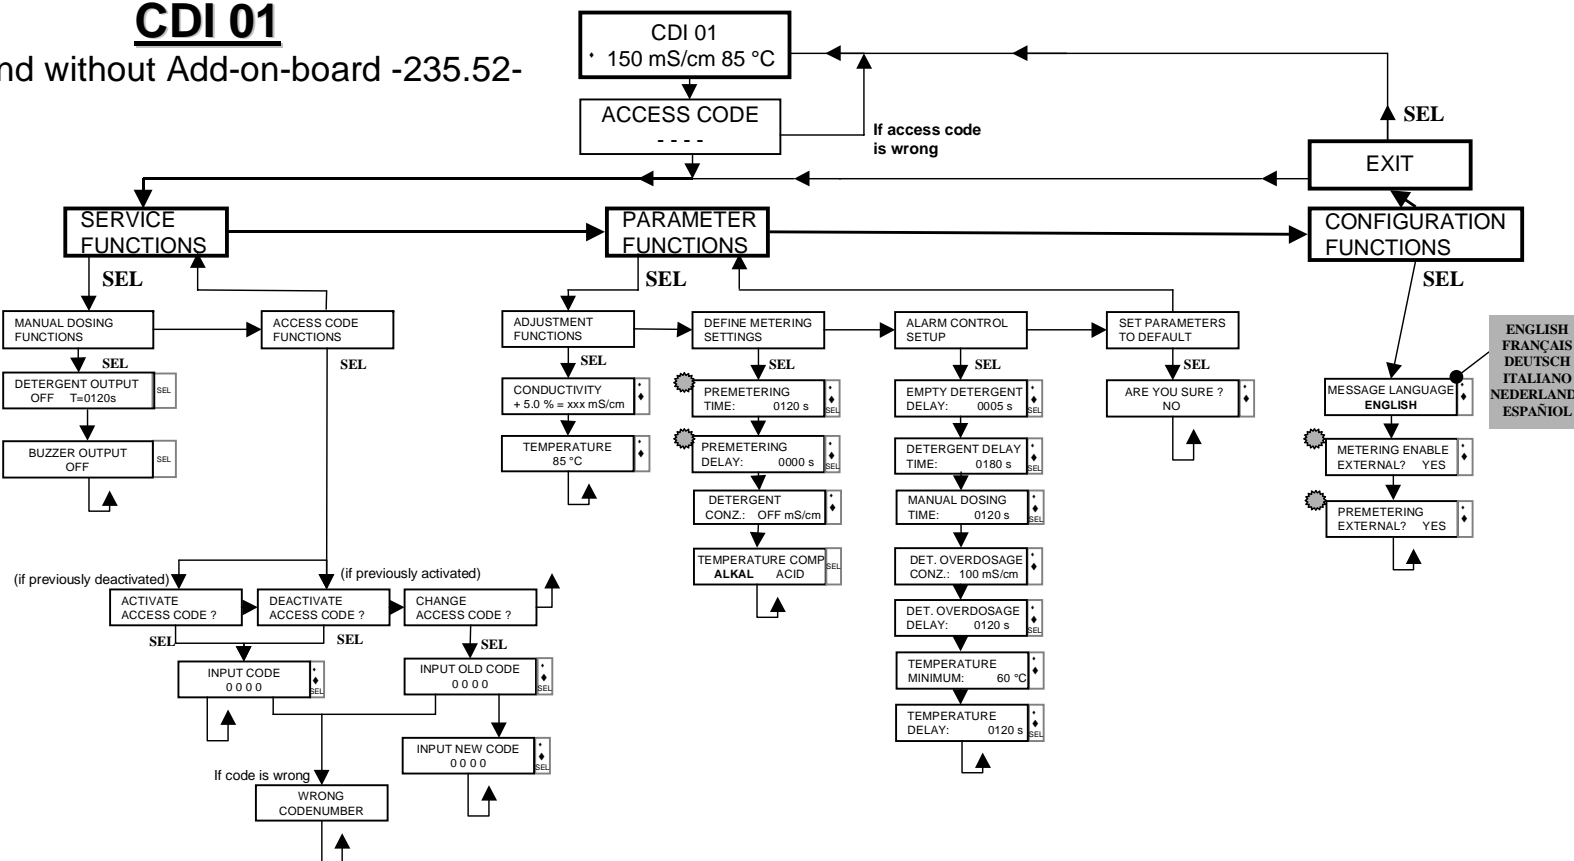 CDI 01
nd without Add-on-board -235.52-
CDI 01
150 mS/cm 85 °C
ACCESS CODE
- - - -
If access code
is wrong
SEL
EXIT
SERVICE
FUNCTIONS
PARAMETER
FUNCTIONS
CONFIGURATION
FUNCTIONS
SEL
SEL
SEL
MANUAL DOSING
FUNCTIONS
ACCESS CODE
FUNCTIONS
SEL
SEL
DETERGENT OUTPUT
OFF T=0120s
SEL
BUZZER OUTPUT
OFF
SEL
ADJUSTMENT
FUNCTIONS
DEFINE METERING
SETTINGS
ALARM CONTROL
SETUP
SET PARAMETERS
TO DEFAULT
SEL
SEL
SEL
SEL
CONDUCTIVITY
+ 5.0 % = xxx mS/cm
TEMPERATURE
85 °C
PREMETERING
TIME: 0120 s
SEL
PREMETERING
DELAY: 0000 s
SEL
DETERGENT
CONZ.: OFF mS/cm
TEMPERATURE COMP
ALKAL ACID
SEL
EMPTY DETERGENT
DELAY: 0005 s
SEL
DETERGENT DELAY
TIME: 0180 s
SEL
MANUAL DOSING
TIME: 0120 s
SEL
DET. OVERDOSAGE
CONZ.: 100 mS/cm
DET. OVERDOSAGE
DELAY: 0120 s
SEL
TEMPERATURE
MINIMUM: 60 °C
TEMPERATURE
DELAY: 0120 s
SEL
ARE YOU SURE ?
NO
ENGLISH
FRANÇAIS
DEUTSCH
ITALIANO
NEDERLAND
ESPAÑIOL
MESSAGE LANGUAGE
ENGLISH
METERING ENABLE
EXTERNAL? YES
PREMETERING
EXTERNAL? YES
(if previously deactivated)
(if previously activated)
ACTIVATE
ACCESS CODE ?
DEACTIVATE
ACCESS CODE ?
CHANGE
ACCESS CODE ?
SEL
SEL
SEL
INPUT CODE
0 0 0 0
SEL
INPUT OLD CODE
0 0 0 0
SEL
INPUT NEW CODE
0 0 0 0
SEL
If code is wrong
WRONG
CODENUMBER